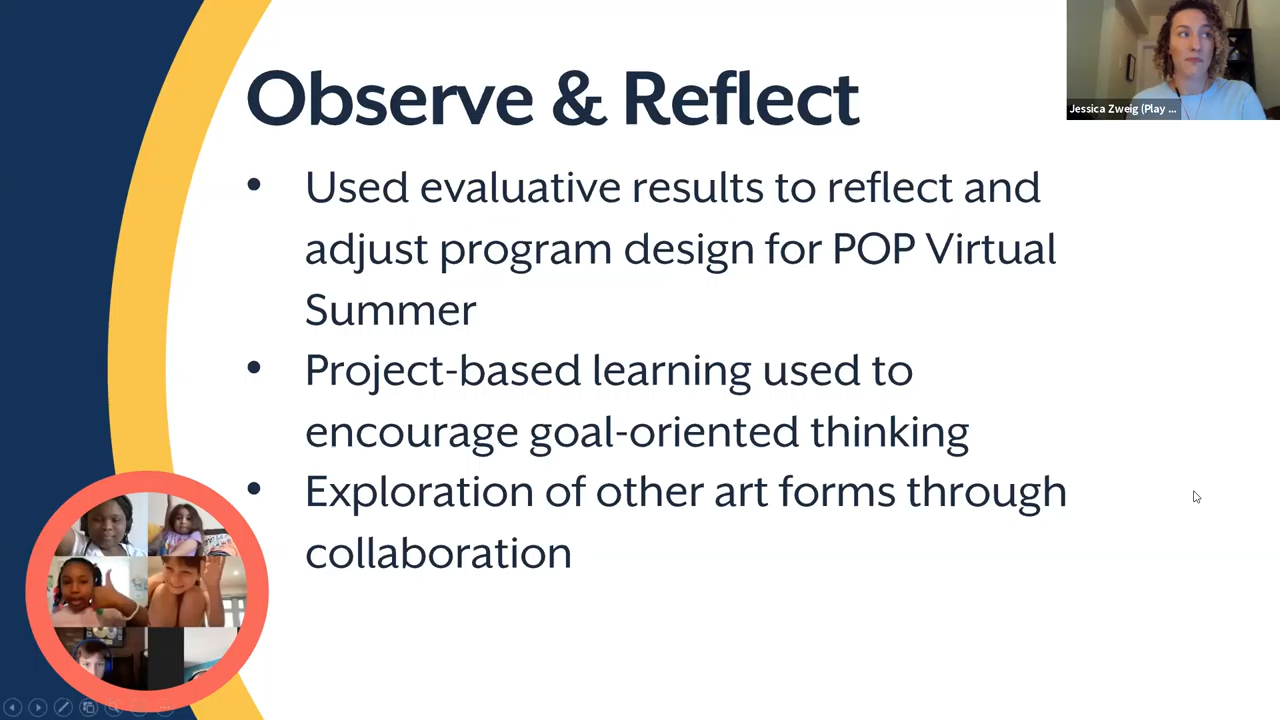 Observe & Reflect
Jessica Zweig (Play ...
• Used evaluative results to reflect and
adjust program design for POP Virtual
Summer
• Project-based learning used to
encourage goal-oriented thinking
• Exploration of other art forms through
collaboration